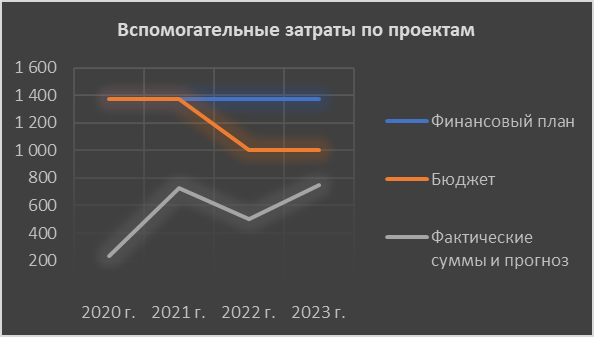 Вспомогательные затраты по проектам
1 600
1 400
1 200
1 000
800
600
400
200
2020 г. 2021 г. 2022 г. 2023 г.
Финансовый план
Бюджет
Фактические
суммы и прогноз